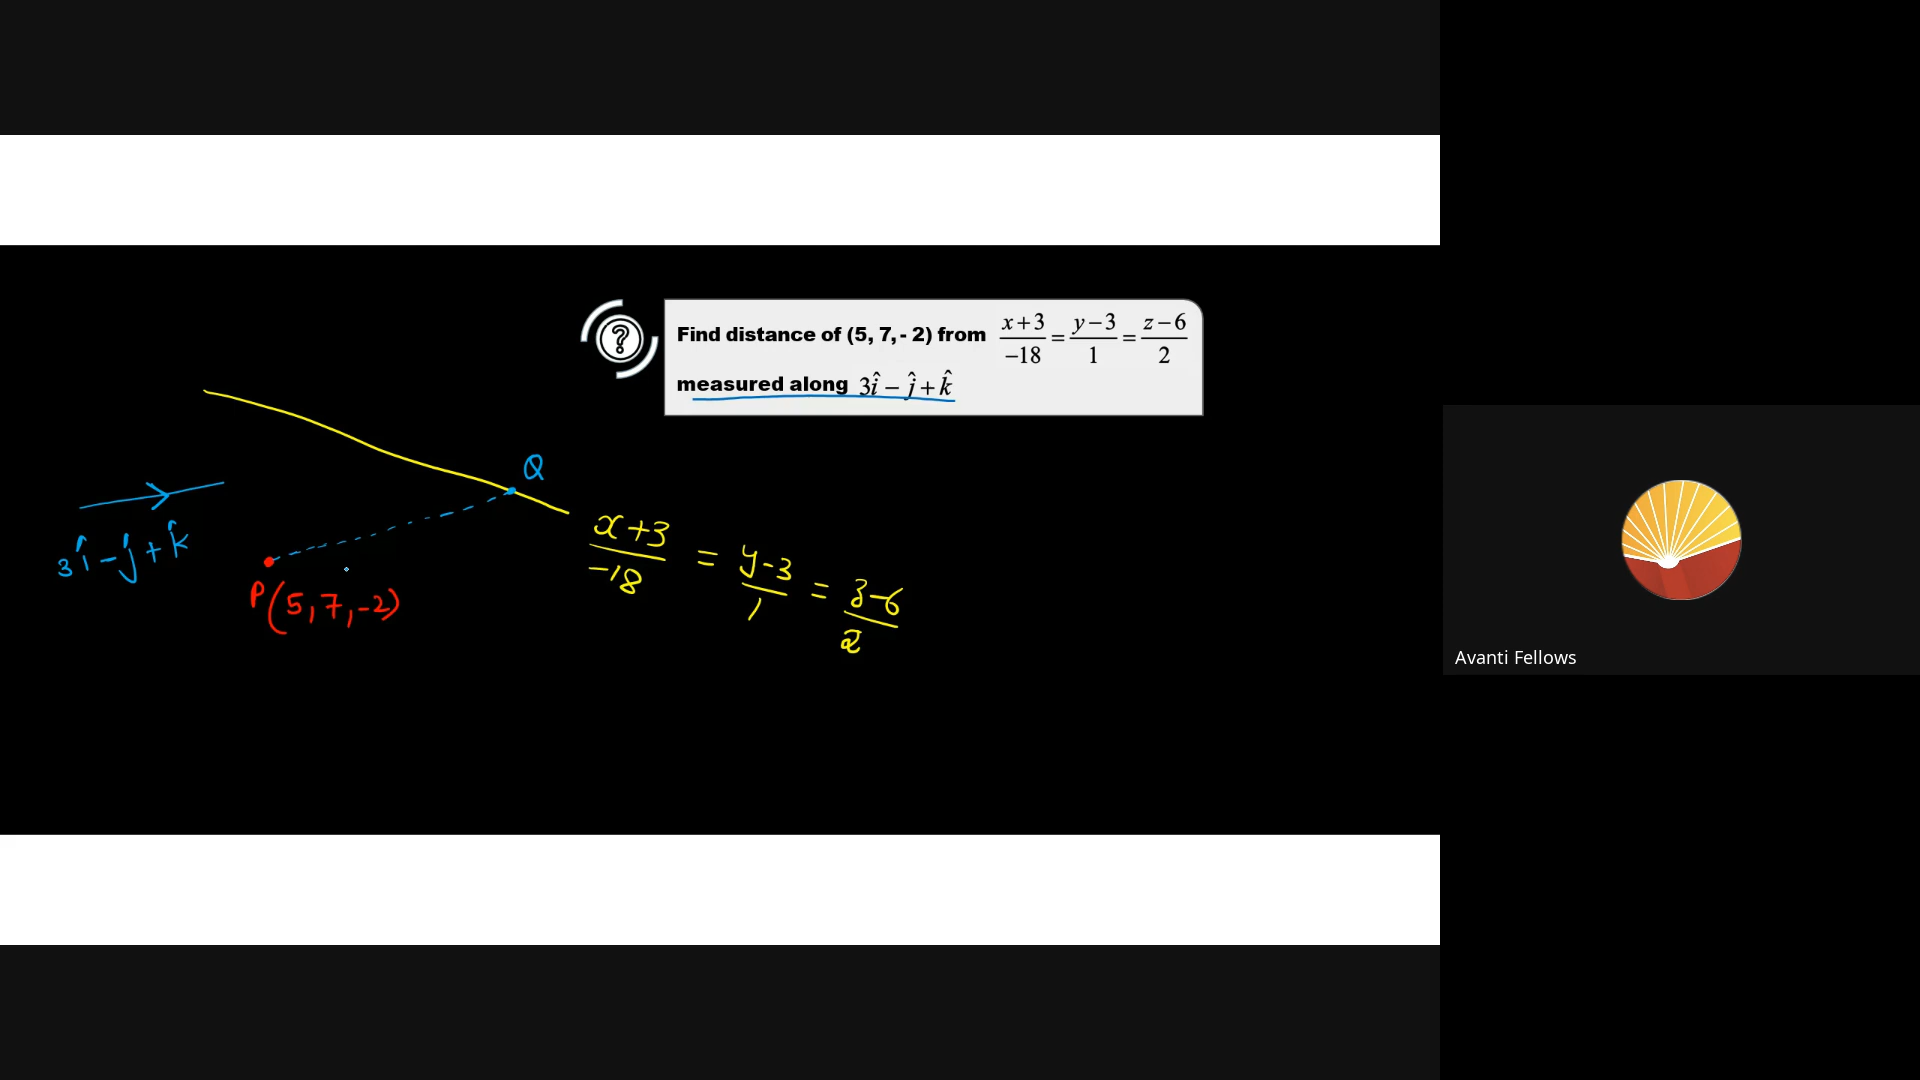 Find distance of (5, 7, - 2) from x+3/-18 = y-3/1 = z-6/2
measured along 3î - ĵ + k̂
Q
3î - ĵ + k̂
P(5, 7, -2)
x+3/-18 = y-3/1 = z-6/2
Avanti Fellows